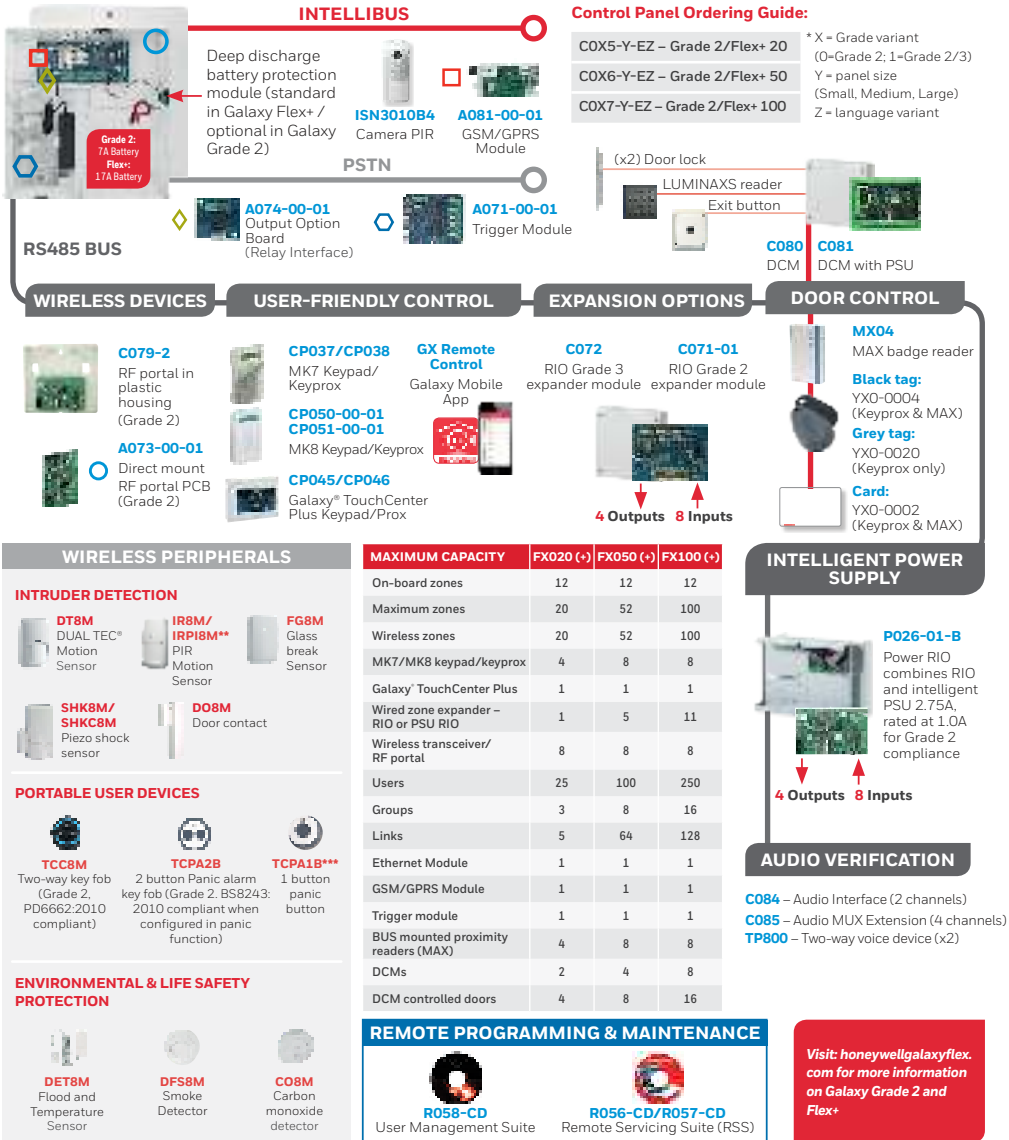 INTELLIBUS
Deep discharge
battery protection
module (standard
in Galaxy Flex+ /
optional in Galaxy
Grade 2)
Grade 2:
7A Battery
Flex+:
17A Battery
ISN3010B4
Camera PIR
A081-00-01
GSM/GPRS
Module
PSTN
A074-00-01
Output Option
Board
(Relay Interface)
A071-00-01
Trigger Module
RS485 BUS
Control Panel Ordering Guide:
C0X5-Y-EZ – Grade 2/Flex+ 20
C0X6-Y-EZ – Grade 2/Flex+ 50
C0X7-Y-EZ – Grade 2/Flex+ 100
* X = Grade variant
(0=Grade 2; 1=Grade 2/3)
Y = panel size
(Small, Medium, Large)
Z = language variant
(x2) Door lock
LUMINAXS reader
Exit button
C080
DCM
C081
DCM with PSU
WIRELESS DEVICES
C079-2
RF portal in
plastic
housing
(Grade 2)
A073-00-01
Direct mount
RF portal PCB
(Grade 2)
USER-FRIENDLY CONTROL
CP037/CP038
MK7 Keypad/
Keyprox
CP050-00-01
CP051-00-01
MK8 Keypad/Keyprox
CP045/CP046
Galaxy® TouchCenter
Plus Keypad/Prox
GX Remote
Control
Galaxy Mobile
App
EXPANSION OPTIONS
C072
RIO Grade 3
expander module
C071-01
RIO Grade 2
expander module
4 Outputs 8 Inputs
DOOR CONTROL
MX04
MAX badge reader
Black tag:
YX0-0004
(Keyprox & MAX)
Grey tag:
YX0-0020
(Keyprox only)
Card:
YX0-0002
(Keyprox & MAX)
WIRELESS PERIPHERALS
INTRUDER DETECTION
DT8M
DUAL TEC®
Motion
Sensor
IR8M/
IRPI8M**
PIR
Motion
Sensor
FG8M
Glass
break
Sensor
SHK8M/
SHKC8M
Piezo shock
sensor
DO8M
Door contact
PORTABLE USER DEVICES
TCC8M
Two-way key fob
(Grade 2,
PD6662:2010
compliant)
TCPA2B
2 button Panic alarm
key fob (Grade 2. BS8243:
2010 compliant when
configured in panic
function)
TCPA1B***
1 button
panic
button
ENVIRONMENTAL & LIFE SAFETY
PROTECTION
DET8M
Flood and
Temperature
Sensor
DFS8M
Smoke
Detector
CO8M
Carbon
monoxide
detector
MAXIMUM CAPACITY FX020 (+) FX050 (+) FX100 (+)
On-board zones 12 12 12
Maximum zones 20 52 100
Wireless zones 20 52 100
MK7/MK8 keypad/keyprox 4 8 8
Galaxy® TouchCenter Plus 1 1 1
Wired zone expander –
RIO or PSU RIO 1 5 11
Wireless transceiver/
RF portal 8 8 8
Users 25 100 250
Groups 3 8 16
Links 5 64 128
Ethernet Module 1 1 1
GSM/GPRS Module 1 1 1
Trigger module 1 1 1
BUS mounted proximity
readers (MAX) 4 8 8
DCMs 2 4 8
DCM controlled doors 4 8 16
REMOTE PROGRAMMING & MAINTENANCE
R058-CD
User Management Suite
R056-CD/R057-CD
Remote Servicing Suite (RSS)
INTELLIGENT POWER
SUPPLY
P026-01-B
Power RIO
combines RIO
and intelligent
PSU 2.75A,
rated at 1.0A
for Grade 2
compliance
4 Outputs 8 Inputs
AUDIO VERIFICATION
C084 – Audio Interface (2 channels)
C085 – Audio MUX Extension (4 channels)
TP800 – Two-way voice device (x2)
Visit: honeywellgalaxyflex.
com for more information
on Galaxy Grade 2 and
Flex+